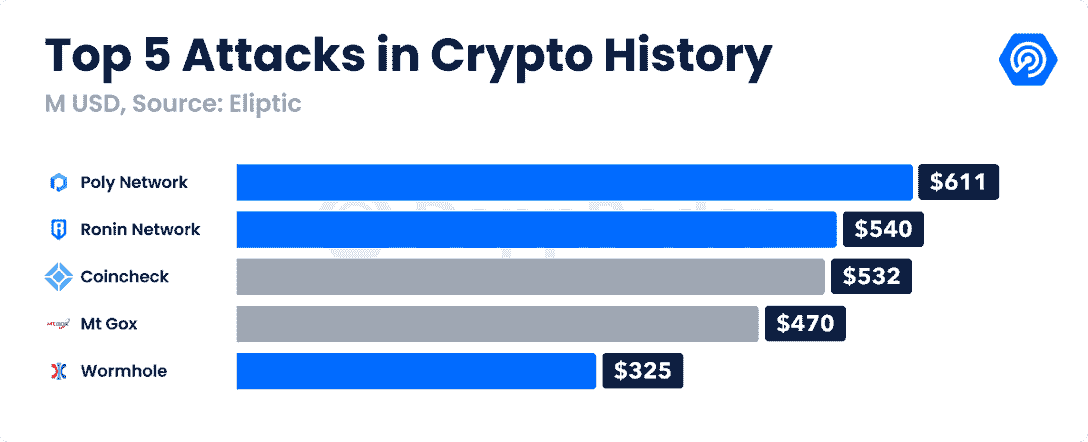 Top 5 Attacks in Crypto History
M USD, Source: Eliptic
Poly Network $611
Ronin Network $540
Coincheck $532
Mt Gox $470
Wormhole $325